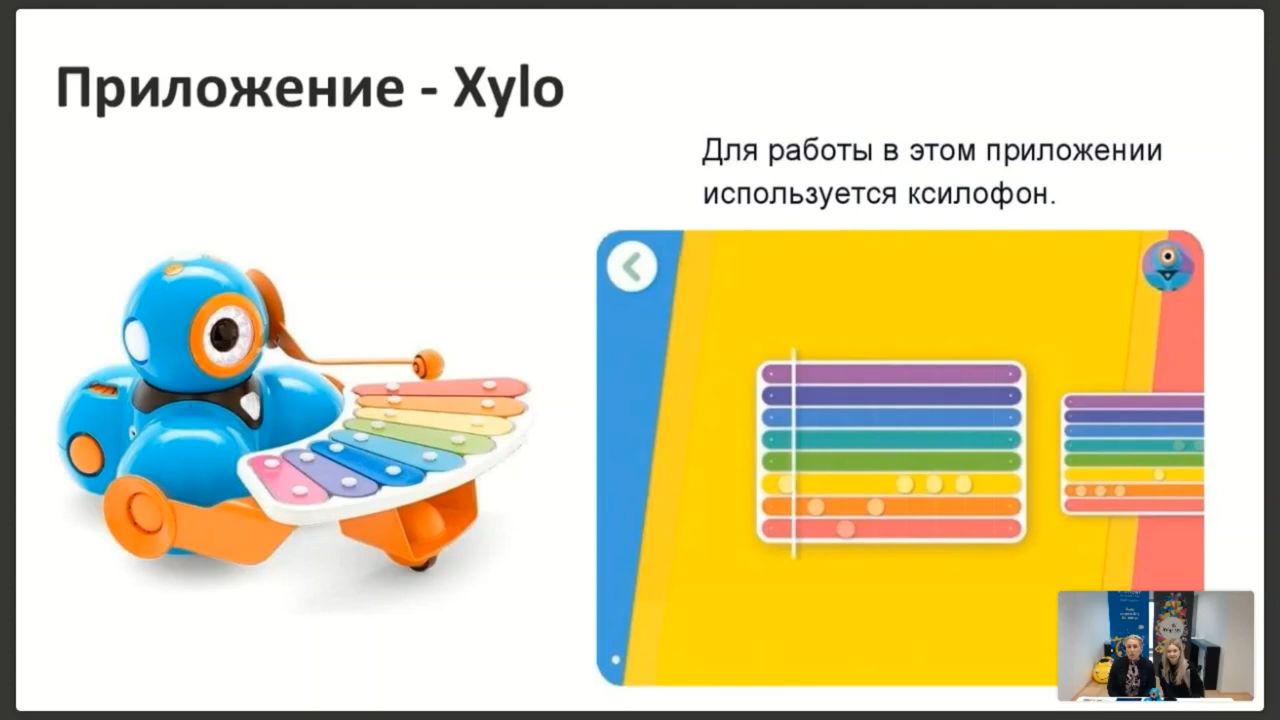 Приложение - Xylo
Для работы в этом приложении
используется ксилофон.